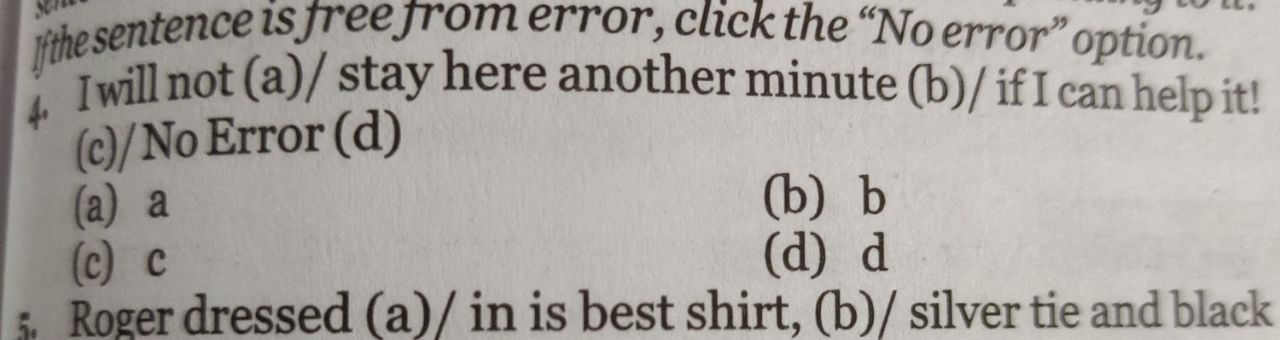 If the sentence is free from error, click the “No error” option.
4. I will not (a)/ stay here another minute (b)/ if I can help it!
(c)/ No Error (d)
(a) a (b) b
(c) c (d) d
5. Roger dressed (a)/ in is best shirt, (b)/ silver tie and black